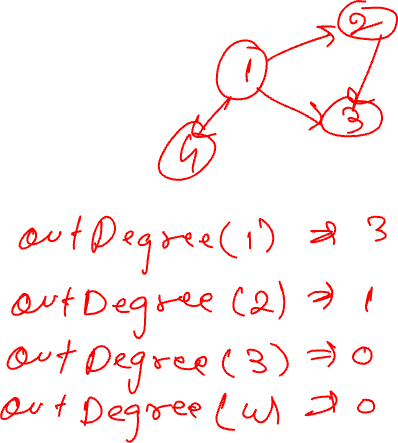 2
1
3
4
outDegree(1) ⇒ 3
outDegree(2) ⇒ 1
outDegree(3) ⇒ 0
outDegree(4) ⇒ 0